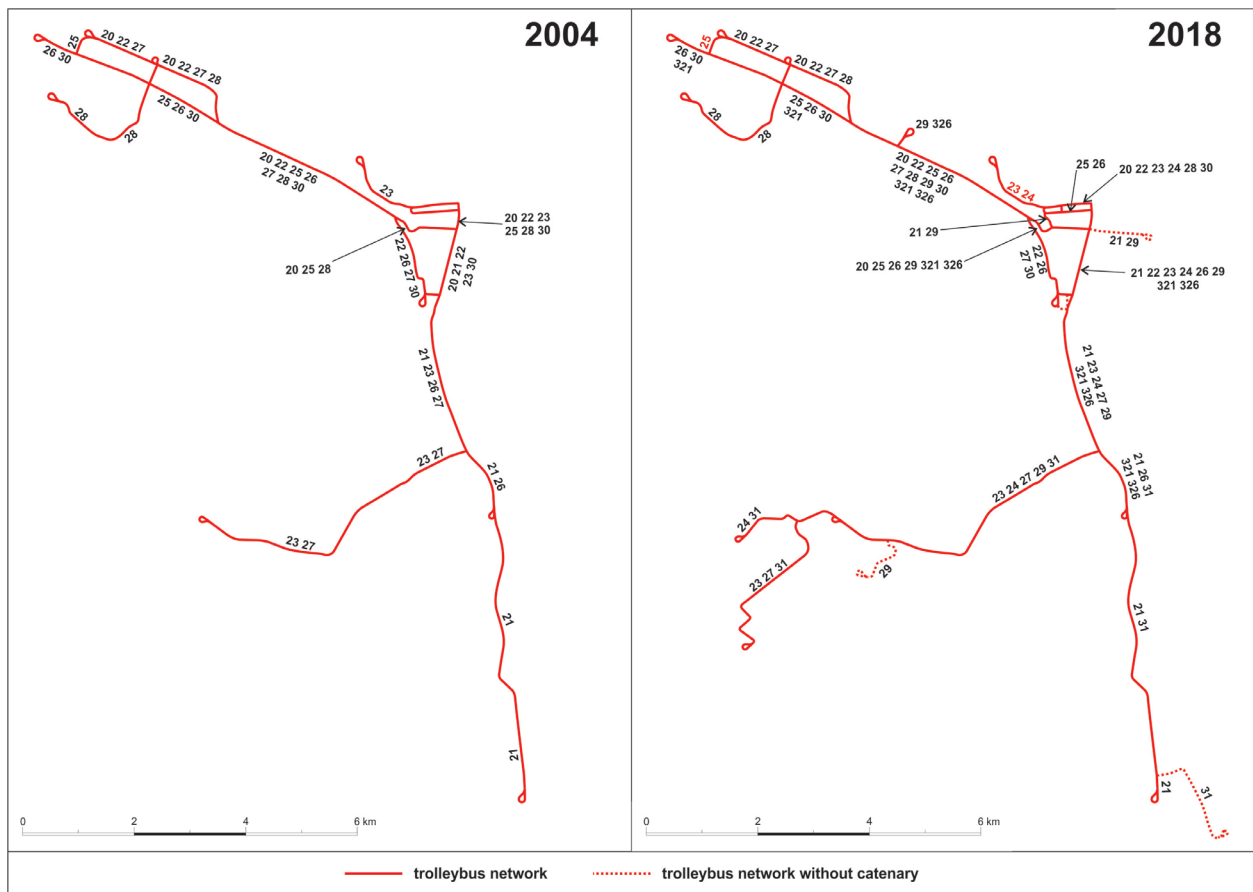 2004
20 22 27
25
26 30
20 22 27 28
25 26 30
28
28
20 22 25 26
27 28 30
23
20 22 23
25 28 30
20 25 28
22 26 27 30
20 21 22
23 30
21 23 26 27
23 27
21 26
23 27
21
21
0 2 4 6 km
2018
25
20 22 27
26 30
321
20 22 27 28
25 26 30
321
28
28
29 326
20 22 25 26
27 28 29 30
321 326
25 26
20 22 23 24 28 30
23 24
21 29
21 29
20 25 26 29 321 326
22 26
27 30
21 22 23 24 26 29
321 326
21 23 24 27 29
321 326
23 24 27 29 31
21 26 31
321 326
24 31
23 27 31
29
21 31
21
31
0 2 4 6 km
trolleybus network
trolleybus network without catenary